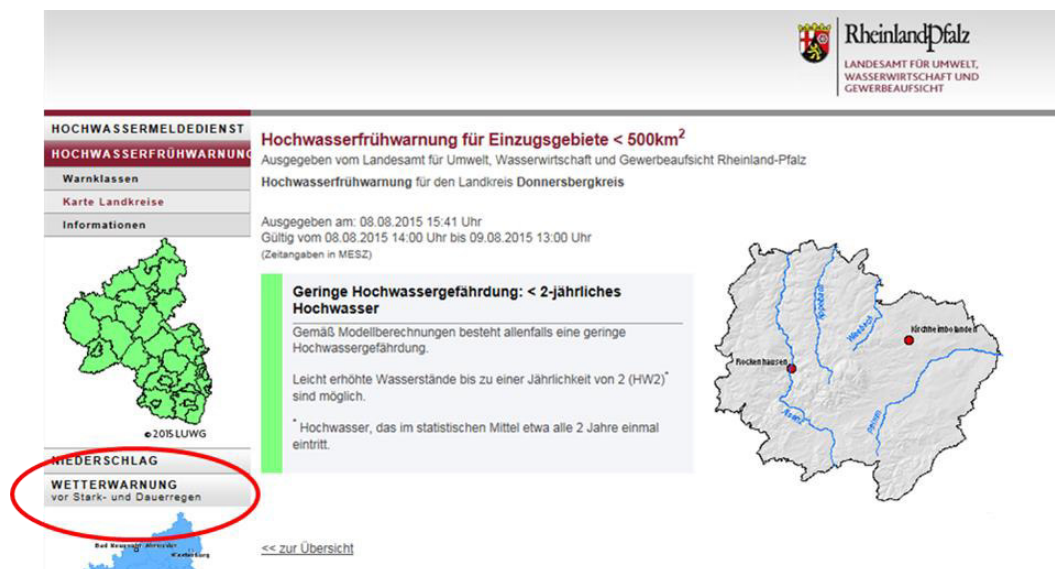 RheinlandPfalz
LANDESAMT FÜR UMWELT,
WASSERWIRTSCHAFT UND
GEWERBEAUFSICHT
HOCHWASSERMELDEDIENST
HOCHWASSERFRÜHWARNUNG
Warnklassen
Karte Landkreise
Informationen
©2015 LUWG
NIEDERSCHLAG
WETTERWARNUNG
vor Stark- und Dauerregen
Hochwasserfrühwarnung für Einzugsgebiete < 500km²
Ausgegeben vom Landesamt für Umwelt, Wasserwirtschaft und Gewerbeaufsicht Rheinland-Pfalz
Hochwasserfrühwarnung für den Landkreis Donnersbergkreis
Ausgegeben am: 08.08.2015 15:41 Uhr
Gültig vom 08.08.2015 14:00 Uhr bis 09.08.2015 13:00 Uhr
(Zeitangaben in MESZ)
Geringe Hochwassergefährdung: < 2-jährliches
Hochwasser
Gemäß Modellberechnungen besteht allenfalls eine geringe
Hochwassergefährdung.
Leicht erhöhte Wasserstände bis zu einer Jährlichkeit von 2 (HW2)*
sind möglich.
* Hochwasser, das im statistischen Mittel etwa alle 2 Jahre einmal
eintritt.
<< zur Übersicht
Kirchheimbolanden
Rockenhausen
Alsenz
Pfrimm